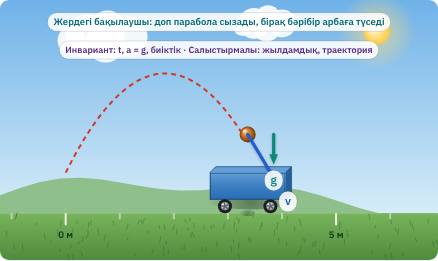 Жердегі бақылаушы: доп парабола сызады, бірақ бәрібір арбаға түседі
Инвариант: t, a = g, биіктік · Салыстырмалы: жылдамдық, траектория
g
v
0 м
5 м